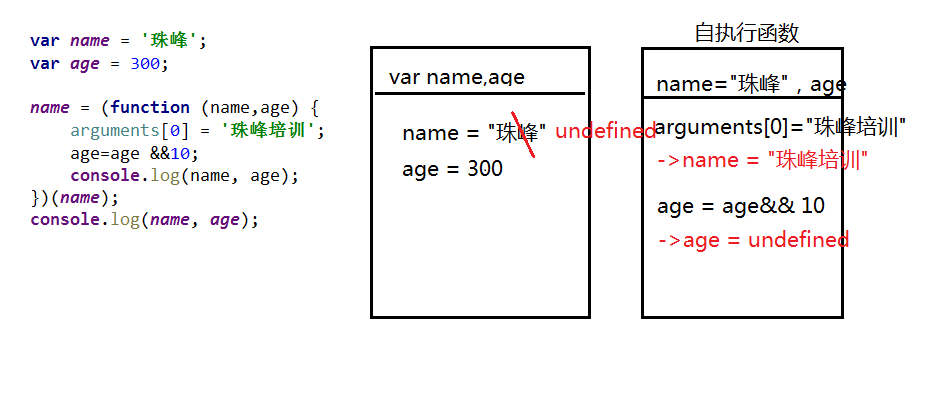 var name = '珠峰';
var age = 300;
name = (function (name,age) {
arguments[0] = '珠峰培训';
age=age &&10;
console.log(name, age);
})(name);
console.log(name, age);
var name,age
name = "珠峰" undefined
age = 300
自执行函数
name="珠峰" , age
arguments[0]="珠峰培训"
->name = "珠峰培训"
age = age&& 10
->age = undefined